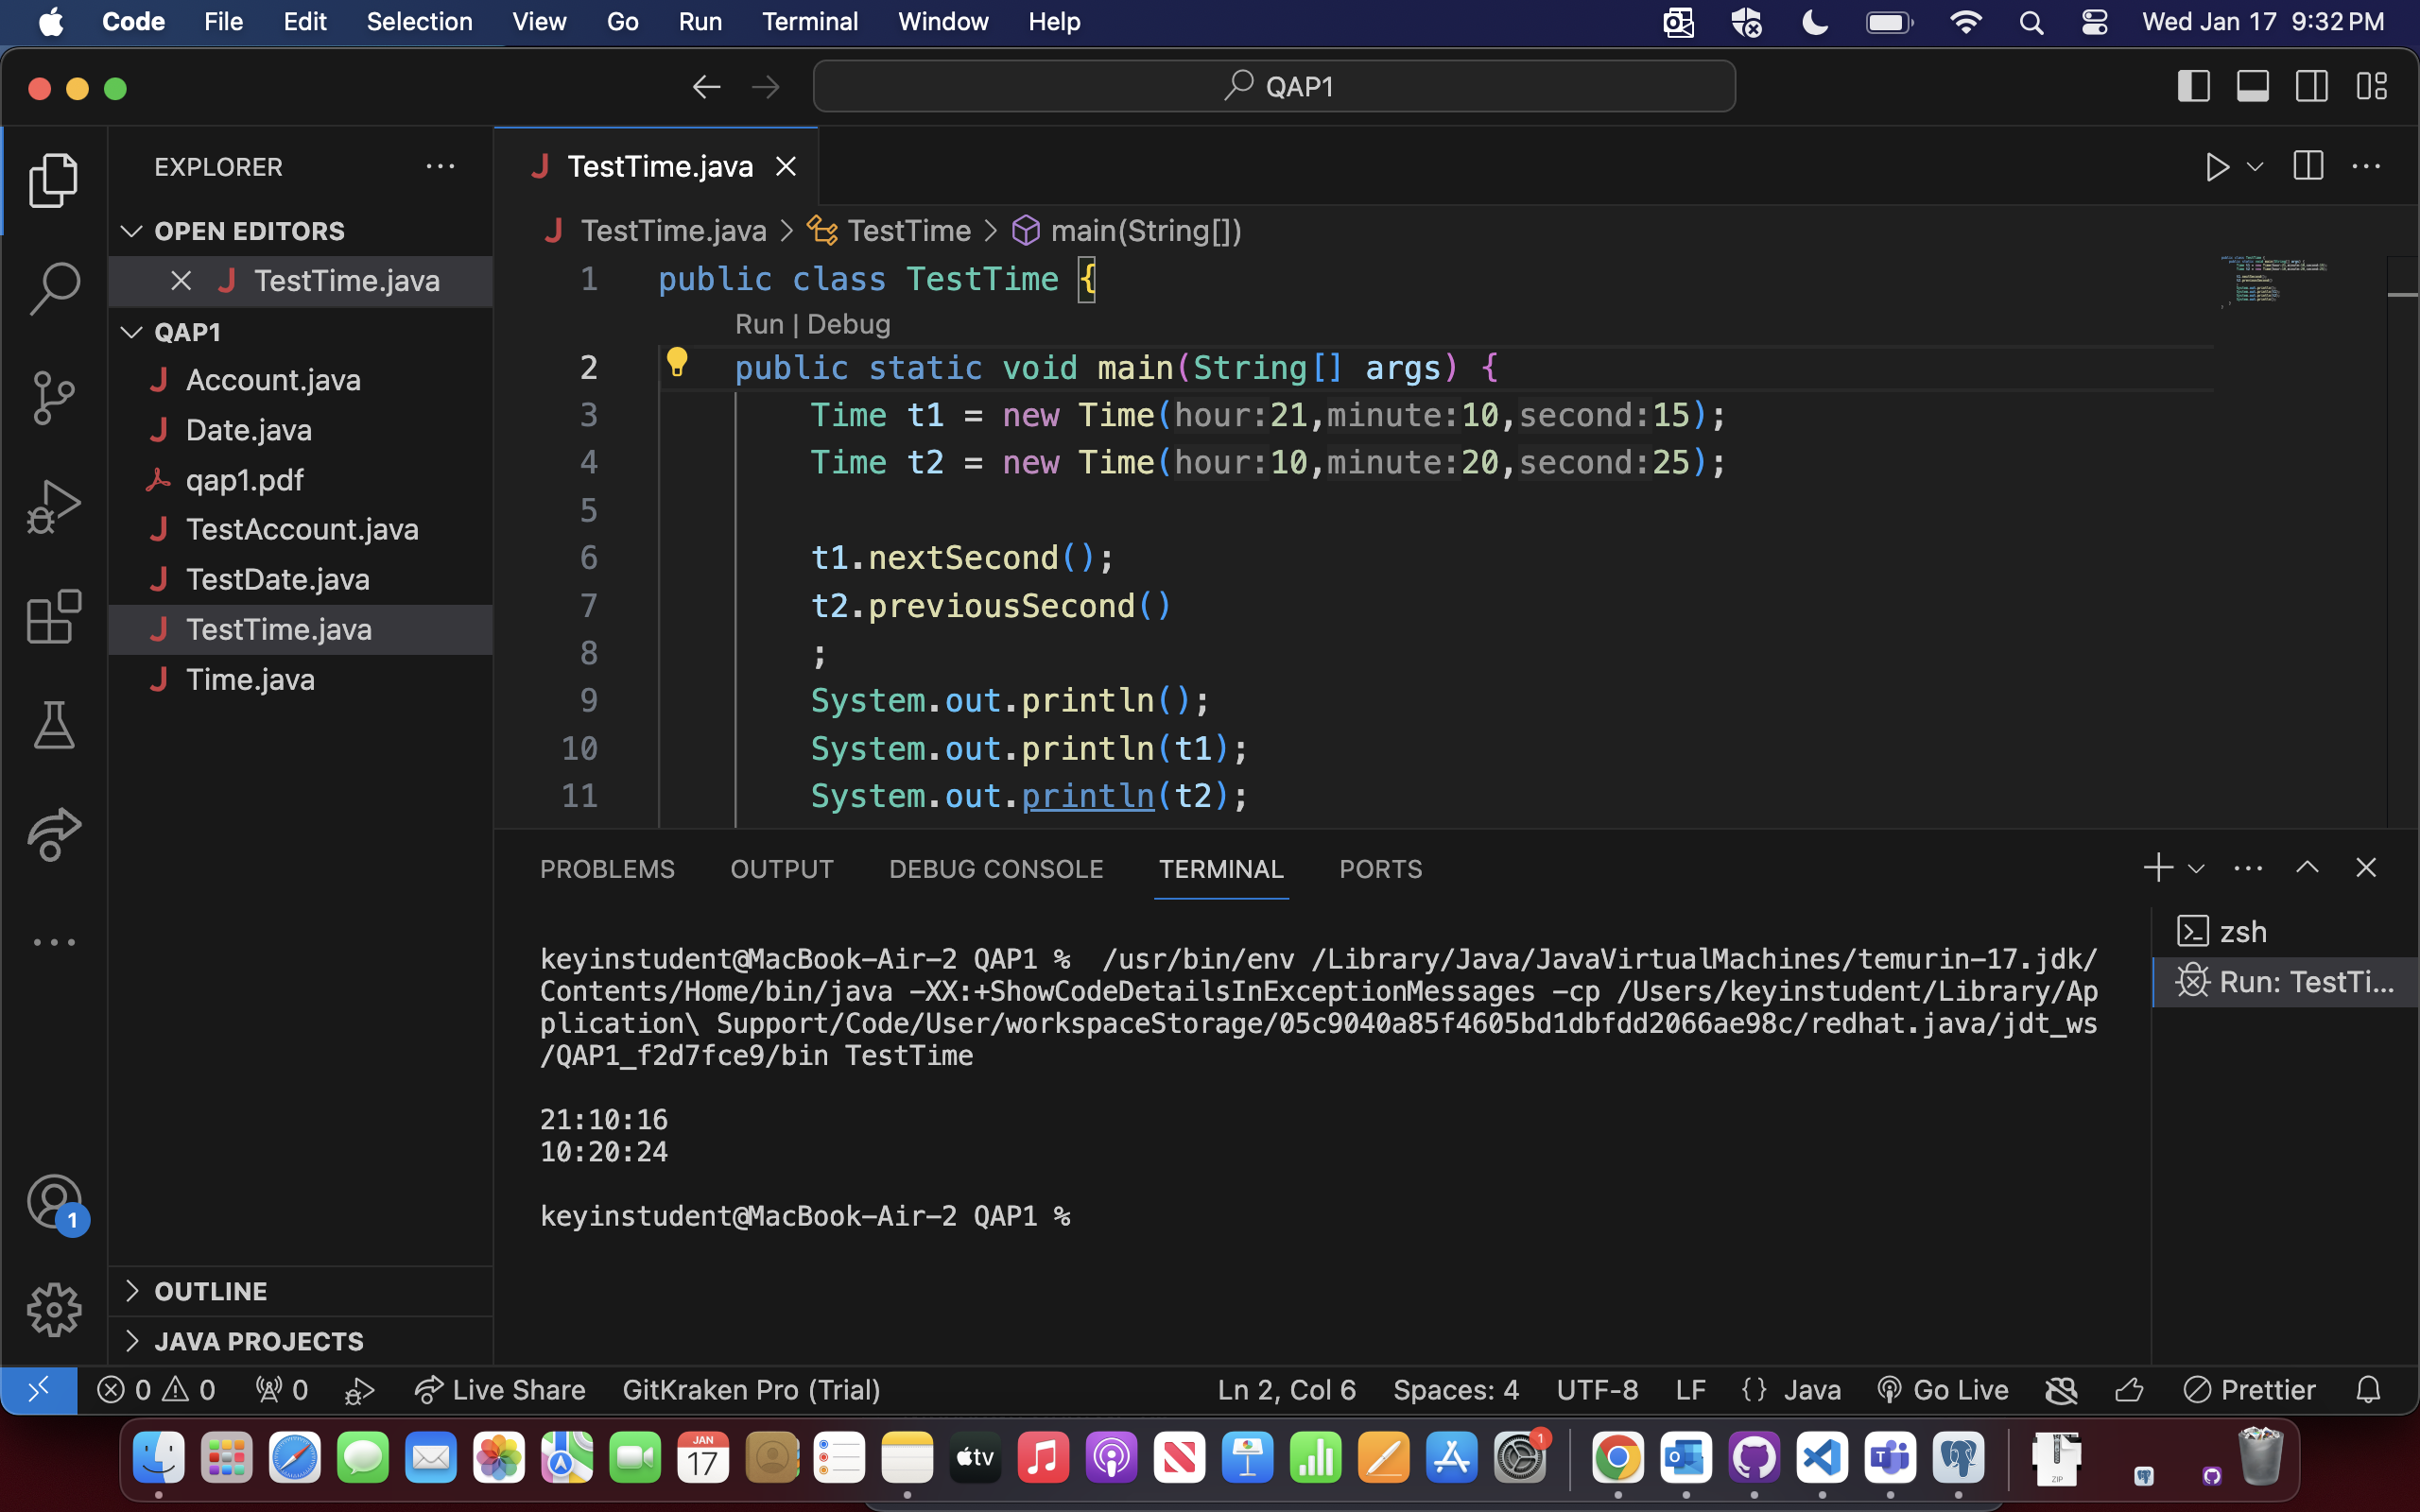 Code File Edit Selection View Go Run Terminal Window Help Wed Jan 17 9:32 PM
QAP1
EXPLORER
OPEN EDITORS
TestTime.java
QAP1
Account.java
Date.java
qap1.pdf
TestAccount.java
TestDate.java
TestTime.java
Time.java
OUTLINE
JAVA PROJECTS
TestTime.java
TestTime.java > TestTime > main(String[])
1 public class TestTime {
Run | Debug
2 public static void main(String[] args) {
3 Time t1 = new Time(hour:21,minute:10,second:15);
4 Time t2 = new Time(hour:10,minute:20,second:25);
5
6 t1.nextSecond();
7 t2.previousSecond()
8 ;
9 System.out.println();
10 System.out.println(t1);
11 System.out.println(t2);
PROBLEMS OUTPUT DEBUG CONSOLE TERMINAL PORTS
keyinstudent@MacBook-Air-2 QAP1 % /usr/bin/env /Library/Java/JavaVirtualMachines/temurin-17.jdk/
Contents/Home/bin/java -XX:+ShowCodeDetailsInExceptionMessages -cp /Users/keyinstudent/Library/Ap
plication\ Support/Code/User/workspaceStorage/05c9040a85f4605bd1dbfdd2066ae98c/redhat.java/jdt_ws
/QAP1_f2d7fce9/bin TestTime
21:10:16
10:20:24
keyinstudent@MacBook-Air-2 QAP1 %
zsh
Run: TestTi...
1
0 0 0 Live Share GitKraken Pro (Trial) Ln 2, Col 6 Spaces: 4 UTF-8 LF {} Java Go Live Prettier
JAN
17
tv
1
ZIP